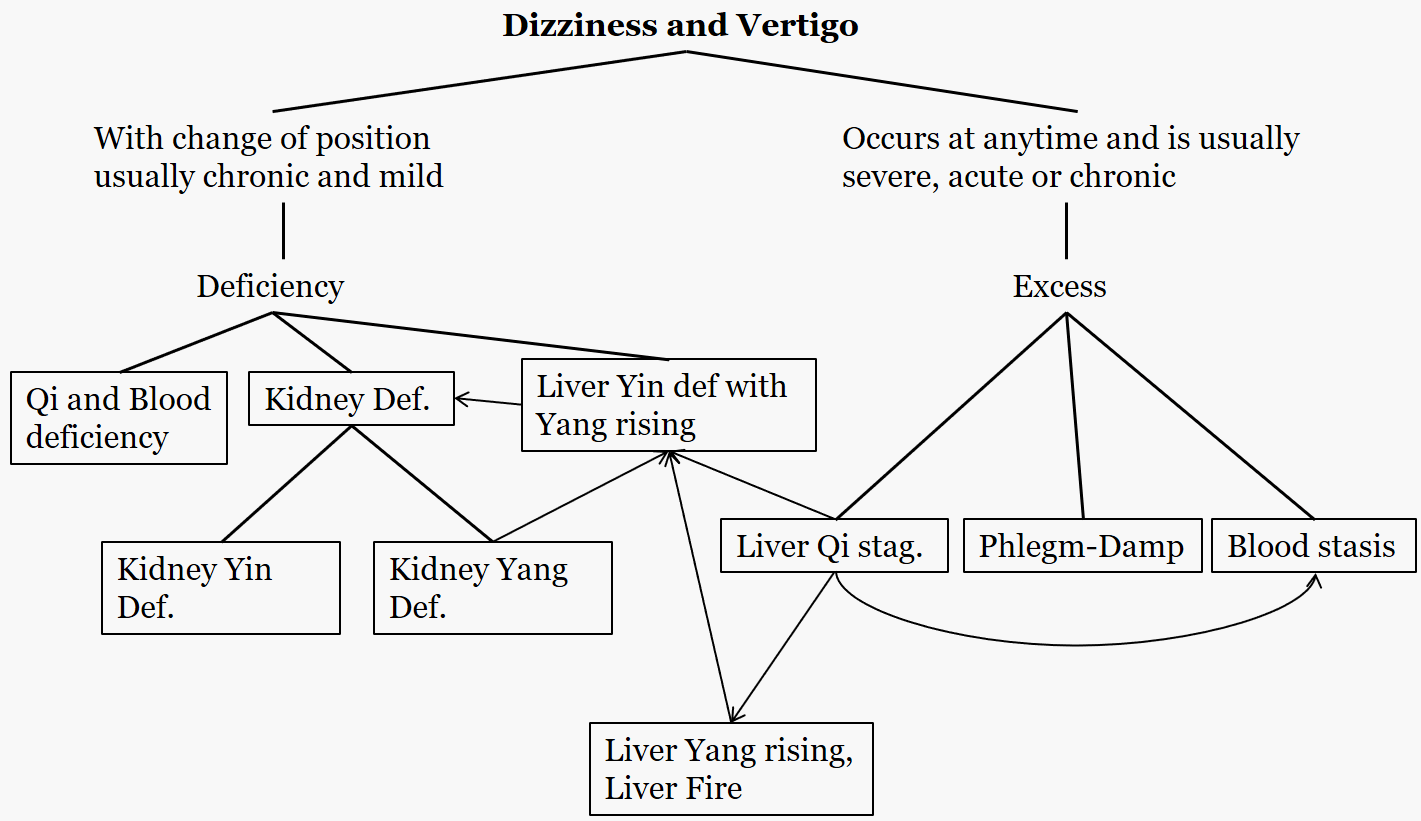 Dizziness and Vertigo
With change of position
usually chronic and mild
Occurs at anytime and is usually
severe, acute or chronic
Deficiency
Excess
Qi and Blood
deficiency
Kidney Def.
Liver Yin def with
Yang rising
Kidney Yin
Def.
Kidney Yang
Def.
Liver Qi stag.
Phlegm-Damp
Blood stasis
Liver Yang rising,
Liver Fire